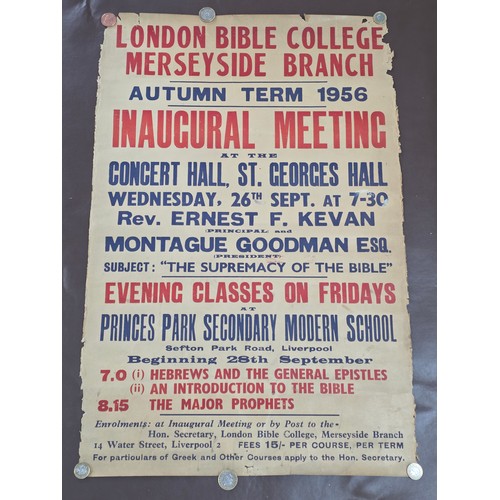 LONDON BIBLE COLLEGE
MERSEYSIDE BRANCH
AUTUMN TERM 1956
INAUGURAL MEETING
AT THE
CONCERT HALL, ST. GEORGES HALL
WEDNESDAY, 26TH SEPT. AT 7-30
Rev. ERNEST F. KEVAN
(PRINCIPAL) and
MONTAGUE GOODMAN ESQ.
(PRESIDENT)
SUBJECT: "THE SUPREMACY OF THE BIBLE"
EVENING CLASSES ON FRIDAYS
AT
PRINCES PARK SECONDARY MODERN SCHOOL
Sefton Park Road, Liverpool
Beginning 28th September
7.0 (i) HEBREWS AND THE GENERAL EPISTLES
(ii) AN INTRODUCTION TO THE BIBLE
8.15 THE MAJOR PROPHETS
Enrolments: at Inaugural Meeting or by Post to the
Hon. Secretary, London Bible College, Merseyside Branch
14 Water Street, Liverpool 2 FEES 15/- PER COURSE, PER TERM
For particulars of Greek and Other Courses apply to the Hon. Secretary.